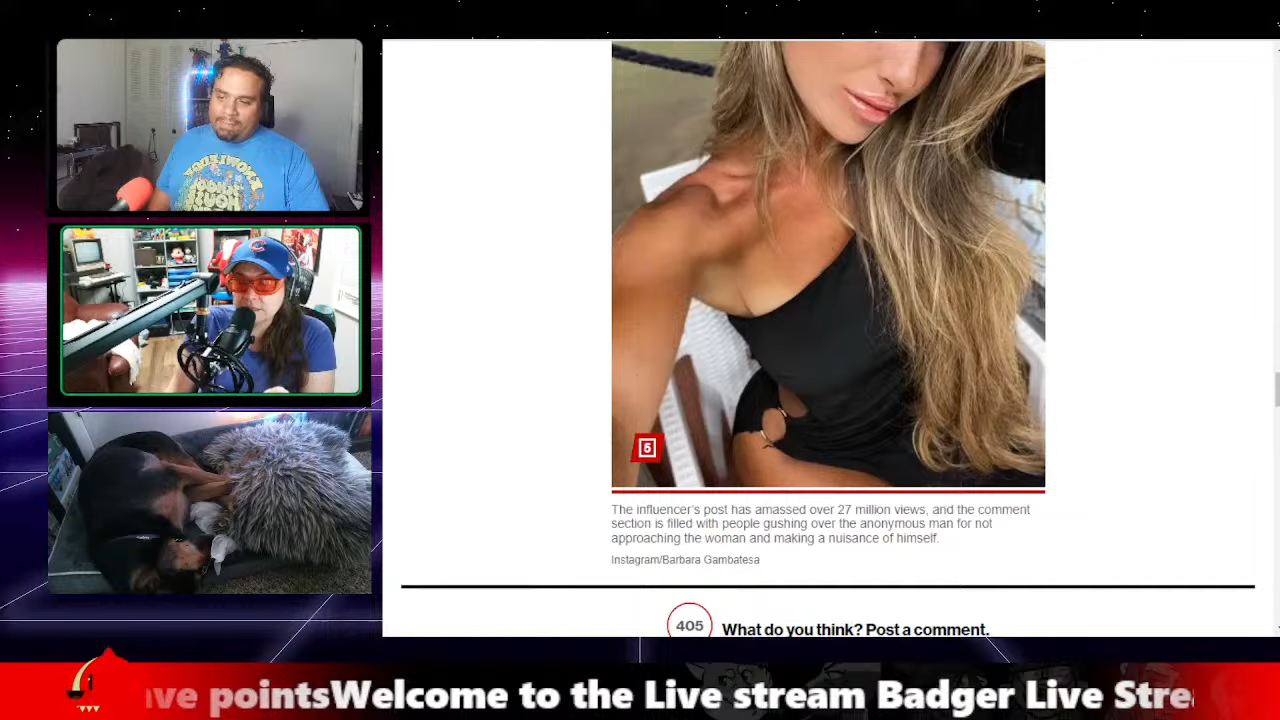 C
5
The influencer's post has amassed over 27 million views, and the comment
section is filled with people gushing over the anonymous man for not
approaching the woman and making a nuisance of himself.
Instagram/Barbara Gambatesa
405 What do you think? Post a comment.
ave pointsWelcome to the Live stream Badger Live Stre